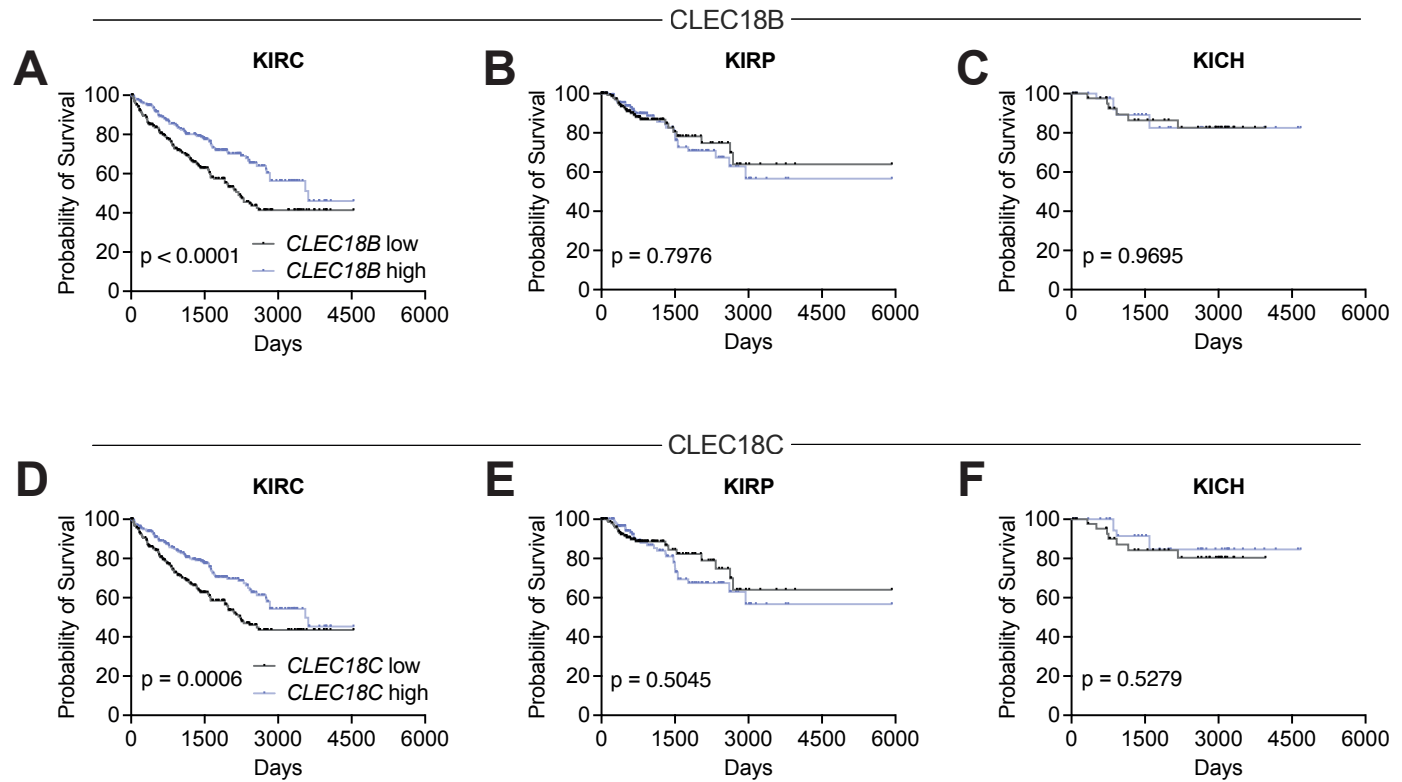 CLEC18B
A
KIRC
Probability of Survival
100
80
60
40
20
0
p < 0.0001
CLEC18B low
CLEC18B high
0 1500 3000 4500 6000
Days
B
KIRP
Probability of Survival
100
80
60
40
20
0
p = 0.7976
0 1500 3000 4500 6000
Days
C
KICH
Probability of Survival
100
80
60
40
20
0
p = 0.9695
0 1500 3000 4500 6000
Days
CLEC18C
D
KIRC
Probability of Survival
100
80
60
40
20
0
p = 0.0006
CLEC18C low
CLEC18C high
0 1500 3000 4500 6000
Days
E
KIRP
Probability of Survival
100
80
60
40
20
0
p = 0.5045
0 1500 3000 4500 6000
Days
F
KICH
Probability of Survival
100
80
60
40
20
0
p = 0.5279
0 1500 3000 4500 6000
Days